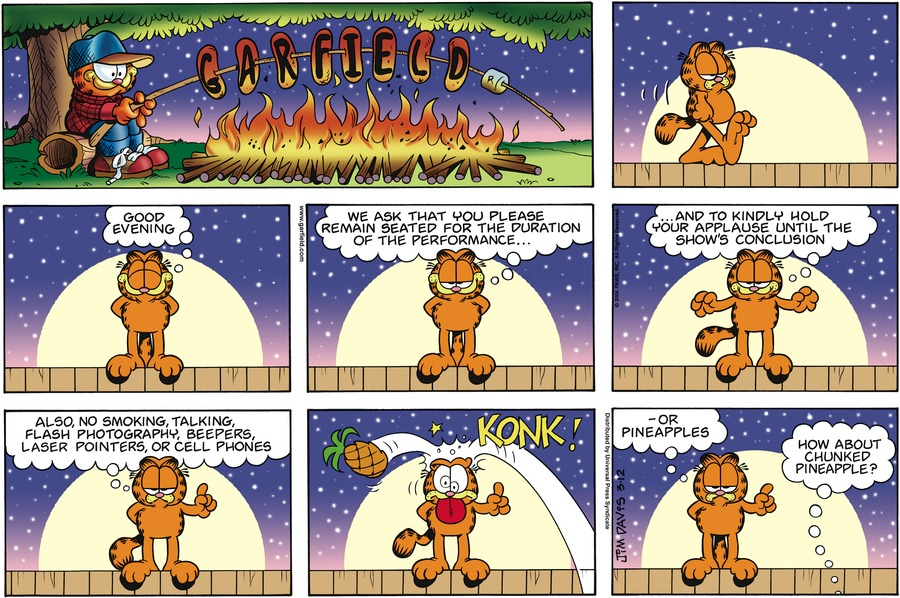 GARFIELD
GOOD
EVENING
www.garfield.com
WE ASK THAT YOU PLEASE
REMAIN SEATED FOR THE DURATION
OF THE PERFORMANCE...
...AND TO KINDLY HOLD
YOUR APPLAUSE UNTIL THE
SHOW'S CONCLUSION
ALSO, NO SMOKING, TALKING,
FLASH PHOTOGRAPHY, BEEPERS,
LASER POINTERS, OR CELL PHONES
KONK!
Distributed by Universal Press Syndicate
JIM DAVIS 3-12
-OR
PINEAPPLES
HOW ABOUT
CHUNKED
PINEAPPLE?